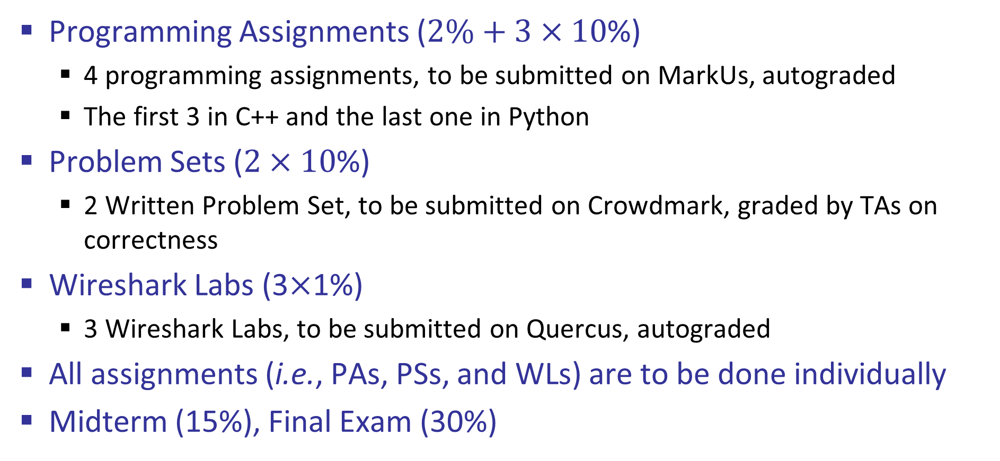 ▪ Programming Assignments (2% + 3 × 10%)
▪ 4 programming assignments, to be submitted on MarkUs, autograded
▪ The first 3 in C++ and the last one in Python
▪ Problem Sets (2 × 10%)
▪ 2 Written Problem Set, to be submitted on Crowdmark, graded by TAs on
correctness
▪ Wireshark Labs (3×1%)
▪ 3 Wireshark Labs, to be submitted on Quercus, autograded
▪ All assignments (i.e., PAs, PSs, and WLs) are to be done individually
▪ Midterm (15%), Final Exam (30%)